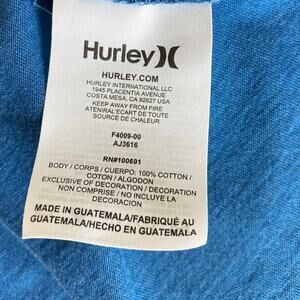 Hurley
HURLEY.COM
HURLEY INTERNATIONAL LLC
1945 PLACENTIA AVENUE
COSTA MESA, CA 92627 USA
KEEP AWAY FROM FIRE
ATENIR A L'ECART DE TOUTE
SOURCE DE CHALEUR
F4009-00
AJ3616
RN#100691
BODY / CORPS / CUERPO: 100% COTTON /
COTON / ALGODON
EXCLUSIVE OF DECORATION / DECORATION
NON COMPRISE / NO INCLUYE LA
DECORACION
MADE IN GUATEMALA/FABRIQUÉ AU
GUATEMALA/HECHO EN GUATEMALA